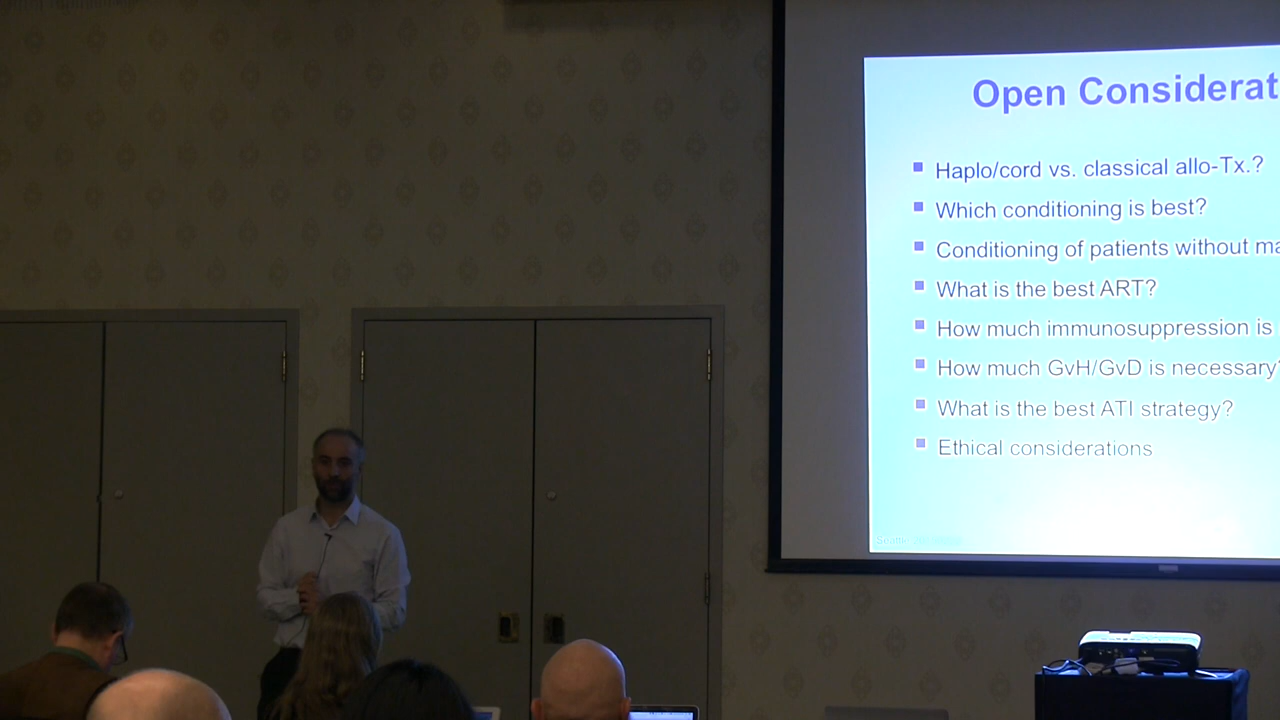 Open Considerat
Haplo/cord vs. classical allo-Tx.?
Which conditioning is best?
Conditioning of patients without ma
What is the best ART?
How much immunosuppression is
How much GvH/GvD is necessary?
What is the best ATI strategy?
Ethical considerations
Seattle